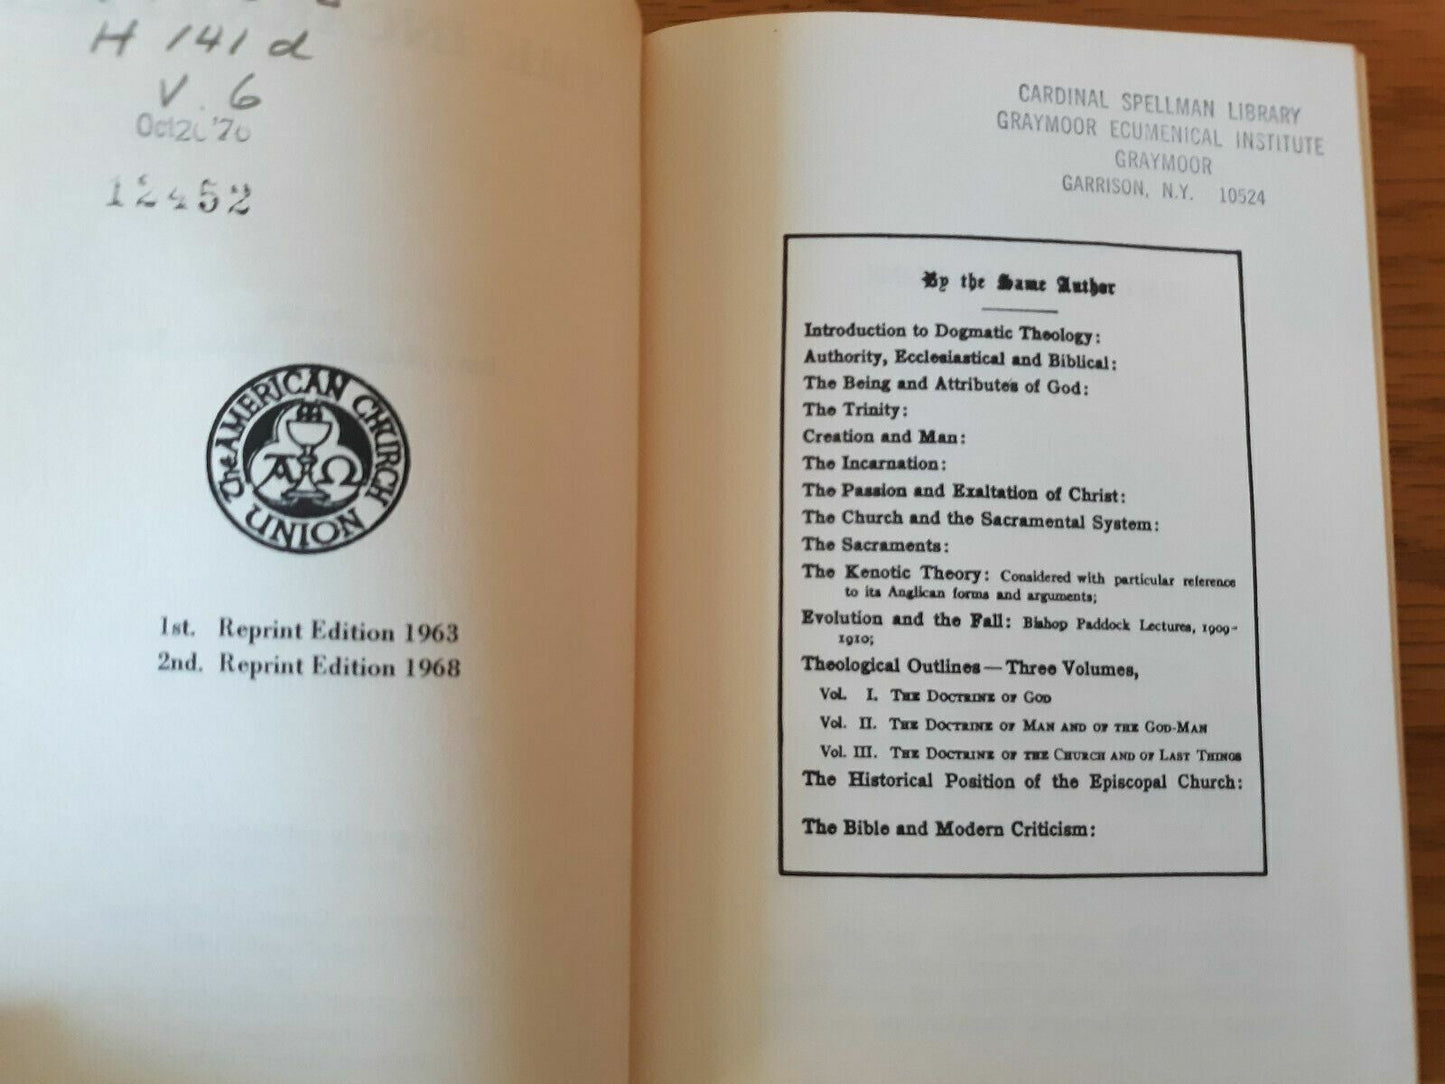 H 141 d
V. 6
Oct 20 '70
12452
The AMERICAN CHURCH UNION
Α Ω
1st. Reprint Edition 1963
2nd. Reprint Edition 1968
CARDINAL SPELLMAN LIBRARY
GRAYMOOR ECUMENICAL INSTITUTE
GRAYMOOR
GARRISON, N.Y. 10524
By the Same Author
Introduction to Dogmatic Theology:
Authority, Ecclesiastical and Biblical:
The Being and Attributes of God:
The Trinity:
Creation and Man:
The Incarnation:
The Passion and Exaltation of Christ:
The Church and the Sacramental System:
The Sacraments:
The Kenotic Theory: Considered with particular reference
to its Anglican forms and arguments;
Evolution and the Fall: Bishop Paddock Lectures, 1909-
1910;
Theological Outlines — Three Volumes,
Vol. I. THE DOCTRINE OF GOD
Vol. II. THE DOCTRINE OF MAN AND OF THE GOD-MAN
Vol. III. THE DOCTRINE OF THE CHURCH AND OF LAST THINGS
The Historical Position of the Episcopal Church:
The Bible and Modern Criticism: